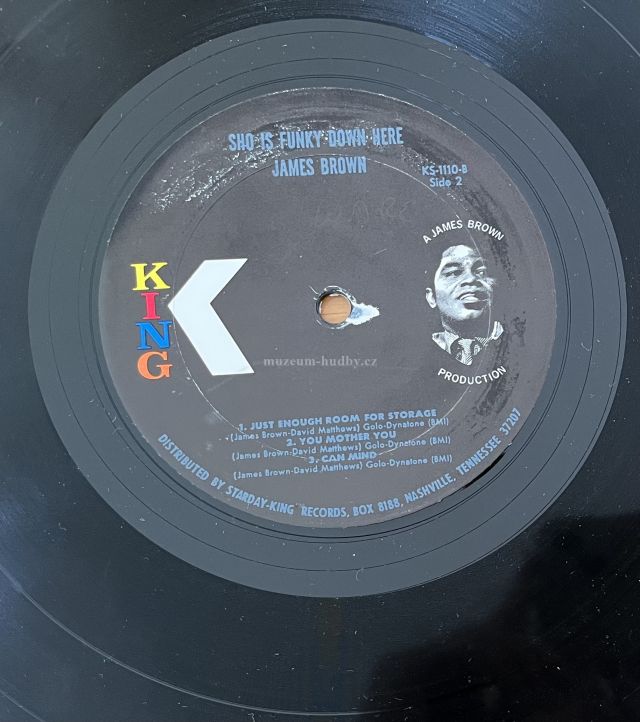 SHO IS FUNKY DOWN HERE
JAMES BROWN
KS-1110-B
Side 2
KING
A JAMES BROWN
PRODUCTION
muzeum-hudby.cz
1. JUST ENOUGH ROOM FOR STORAGE
(James Brown-David Matthews) Golo-Dynatone (BMI)
2. YOU MOTHER YOU
(James Brown-David Matthews) Golo-Dynatone (BMI)
3. CAN MIND
(James Brown-David Matthews) Golo-Dynatone (BMI)
DISTRIBUTED BY STARDAY-KING RECORDS, BOX 8188, NASHVILLE, TENNESSEE 37207